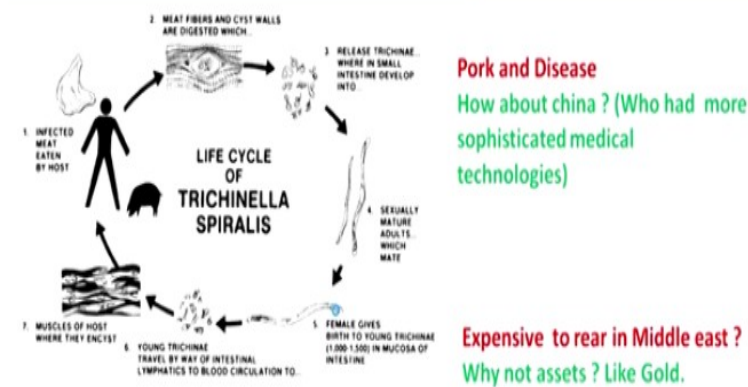 2 MEAT FIBERS AND CYST WALLS
ARE DIGESTED WHICH...
3 RELEASE TRICHINAE...
WHERE IN SMALL
INTESTINE DEVELOP
INTO...
1. INFECTED
MEAT
EATEN
BY HOST
LIFE CYCLE
OF
TRICHINELLA
SPIRALIS
4. SEXUALLY
MATURE
ADULTS...
WHICH
MATE
5. FEMALE GIVES
BIRTH TO YOUNG TRICHINAE
(1,000-1,500) IN MUCOSA OF
INTESTINE
6 YOUNG TRICHINAE
TRAVEL BY WAY OF INTESTINAL
LYMPHATICS TO BLOOD CIRCULATION TO...
7. MUSCLES OF HOST
WHERE THEY ENCYST
Pork and Disease
How about china ? (Who had more
sophisticated medical
technologies)
Expensive to rear in Middle east ?
Why not assets ? Like Gold.